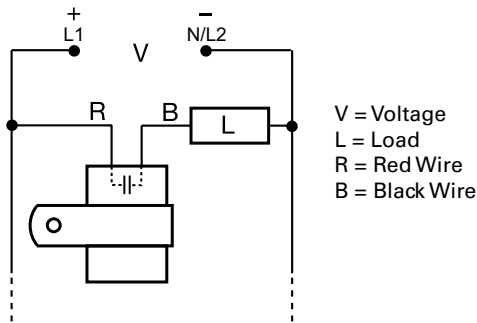 + −
L1 N/L2
V
R B L
V = Voltage
L = Load
R = Red Wire
B = Black Wire